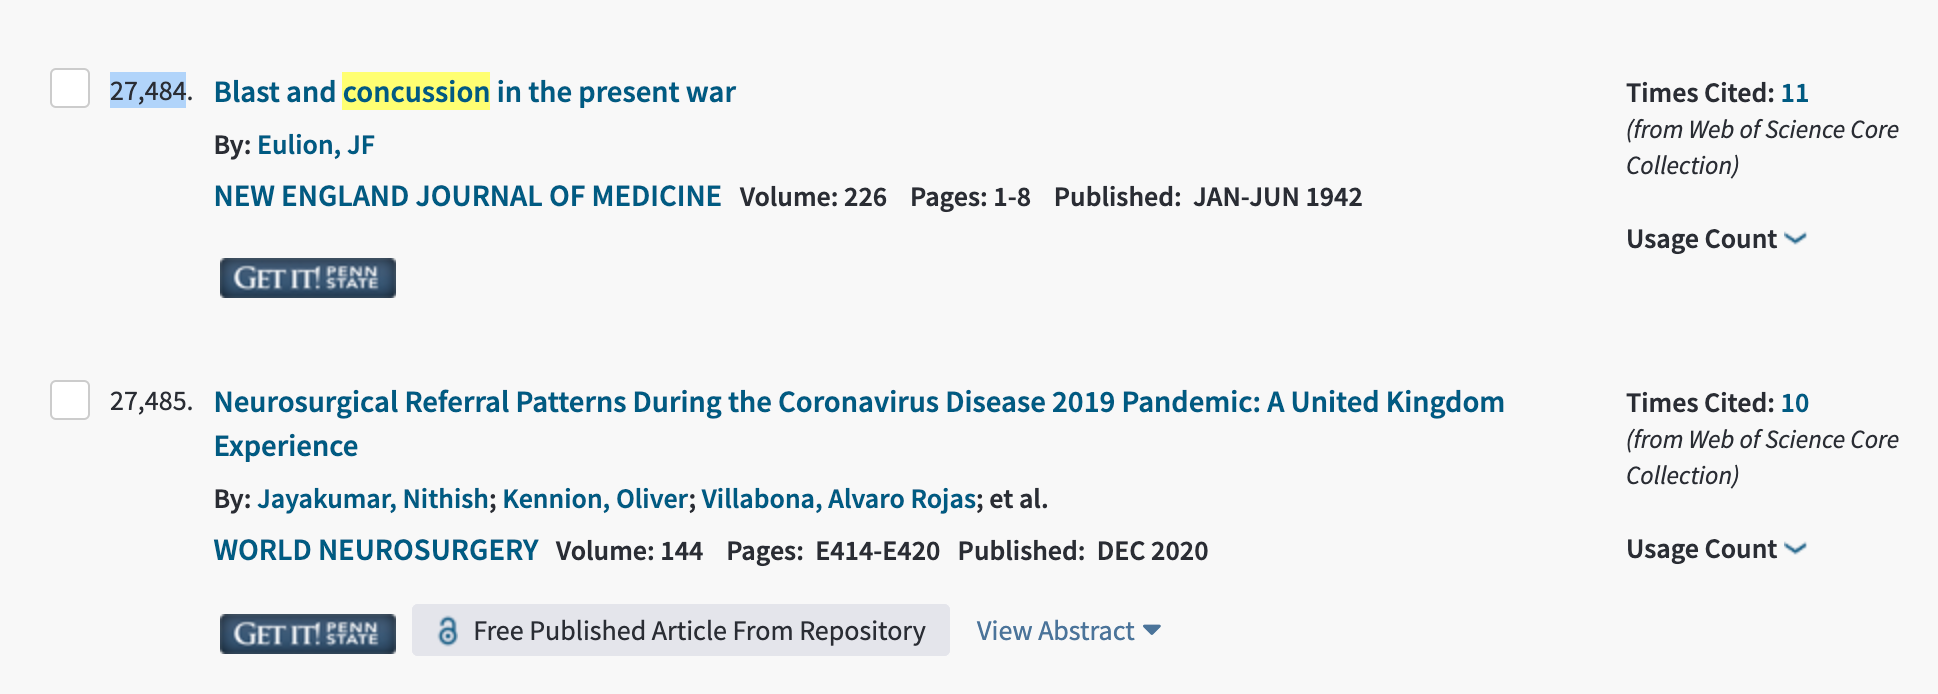 27,484. Blast and concussion in the present war
By: Eulion, JF
NEW ENGLAND JOURNAL OF MEDICINE Volume: 226 Pages: 1-8 Published: JAN-JUN 1942
GET IT! PENN STATE
Times Cited: 11
(from Web of Science Core
Collection)
Usage Count
27,485. Neurosurgical Referral Patterns During the Coronavirus Disease 2019 Pandemic: A United Kingdom
Experience
By: Jayakumar, Nithish; Kennion, Oliver; Villabona, Alvaro Rojas; et al.
WORLD NEUROSURGERY Volume: 144 Pages: E414-E420 Published: DEC 2020
GET IT! PENN STATE Free Published Article From Repository View Abstract
Times Cited: 10
(from Web of Science Core
Collection)
Usage Count